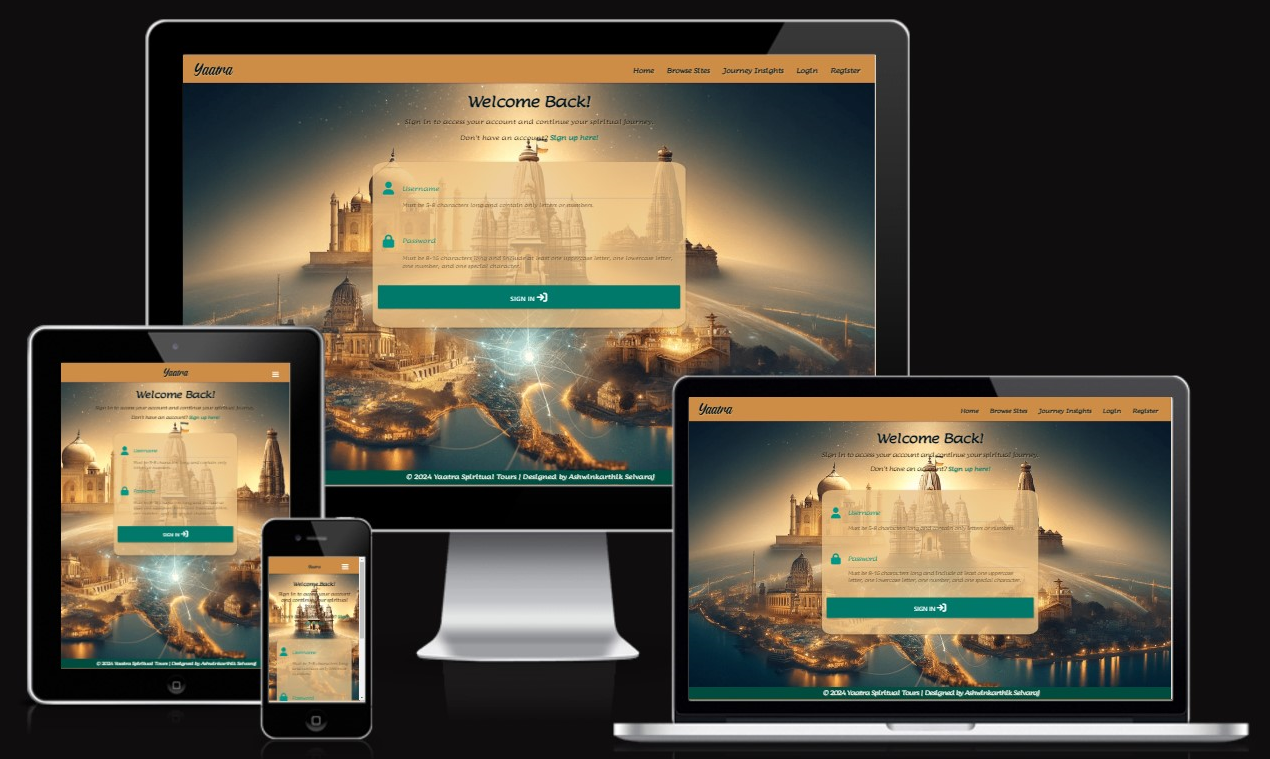 Yaatra
Home Browse Sites Journey Insights Login Register
Welcome Back!
Sign in to access your account and continue your spiritual journey.
Don't have an account? Sign up here!
Username
Must be 5-8 characters long and contain only letters or numbers.
Password
Must be 8-15 characters long and include at least one uppercase letter, one lowercase letter,
one number, and one special character.
SIGN IN
© 2024 Yaatra Spiritual Tours | Designed by Ashwinkarthik Selvaraj
Yaatra
Welcome Back!
Sign in to access your account and continue your spiritual journey.
Don't have an account? Sign up here!
Username
Password
SIGN IN
© 2024 Yaatra Spiritual Tours | Designed by Ashwinkarthik Selvaraj
Yaatra
Welcome Back!
Sign in to access your account
and continue your spiritual
Username
Password
Yaatra
Home Browse Sites Journey Insights Login Register
Welcome Back!
Sign in to access your account and continue your spiritual journey.
Don't have an account? Sign up here!
Username
Must be 5-8 characters long and contain only letters or numbers.
Password
Must be 8-15 characters long and include at least one uppercase
letter, one lowercase letter, one number, and one special character.
SIGN IN
© 2024 Yaatra Spiritual Tours | Designed by Ashwinkarthik Selvaraj